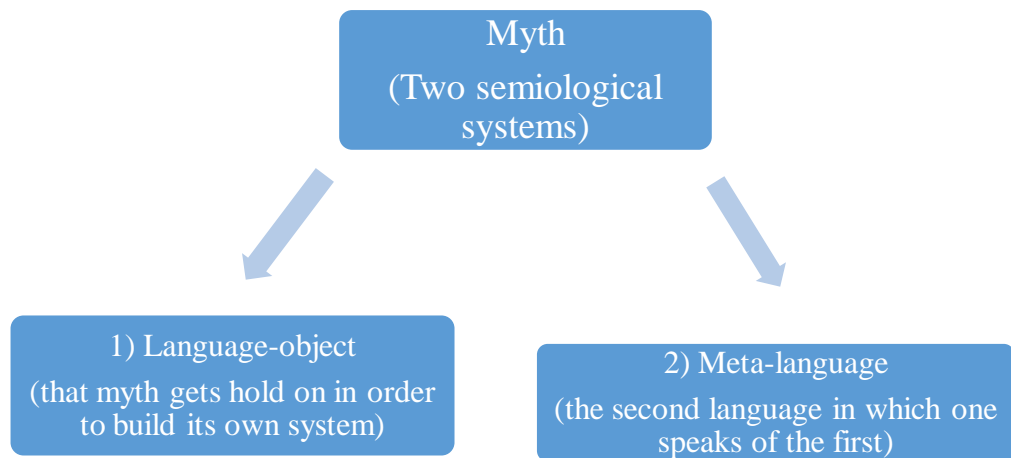 Myth
(Two semiological
systems)
1) Language-object
(that myth gets hold on in order
to build its own system)
2) Meta-language
(the second language in which one
speaks of the first)